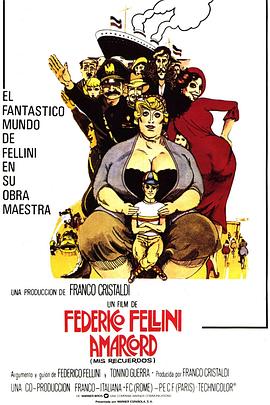 EL
FANTASTICO
MUNDO
DE
FELLINI
EN
SU
OBRA
MAESTRA
UNA PRODUCCION DE FRANCO CRISTALDI
UN FILM DE
FEDERICO FELLINI
AMARCORD
(MIS RECUERDOS)
Argumento y guion de FEDERICO FELLINI y TONINO GUERRA · Producida por FRANCO CRISTALDI
UNA CO-PRODUCCION FRANCO-ITALIANA-F.C.(ROME)-P.E.C.F.(PARIS)·TECHNICOLOR